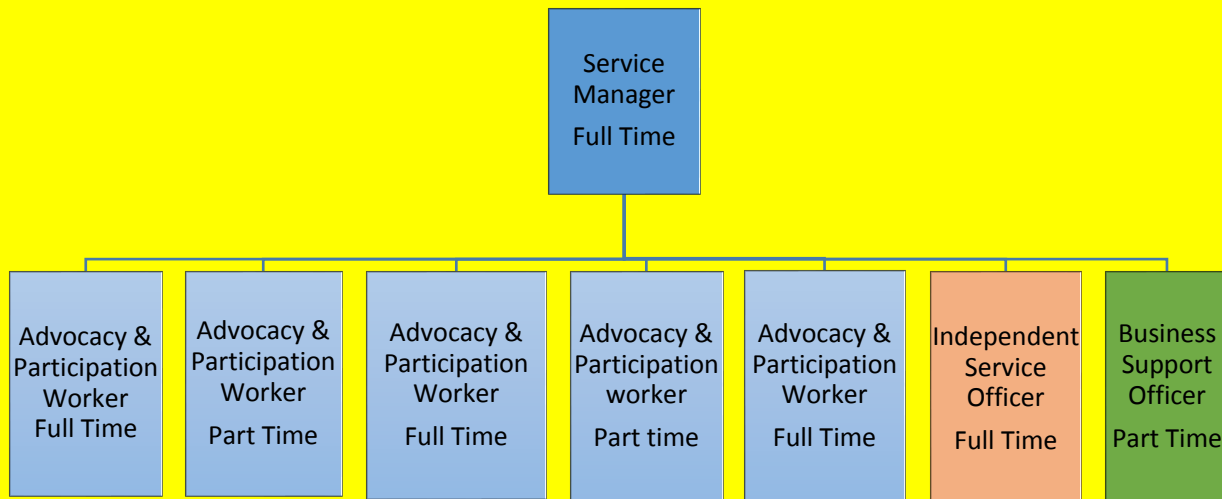 Service
Manager
Full Time
Advocacy &
Participation
Worker
Full Time
Advocacy &
Participation
Worker
Part Time
Advocacy &
Participation
Worker
Full Time
Advocacy &
Participation
worker
Part time
Advocacy &
Participation
Worker
Full Time
Independent
Service
Officer
Full Time
Business
Support
Officer
Part Time